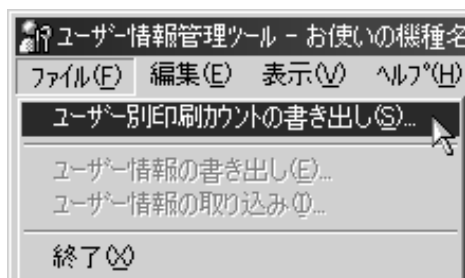 ユーザー情報管理ツール - お使いの機種名
ファイル(F) 編集(E) 表示(V) ヘルプ(H)
ユーザー別印刷カウントの書き出し(S)...
ユーザー情報の書き出し(E)...
ユーザー情報の取り込み(I)...
終了(X)